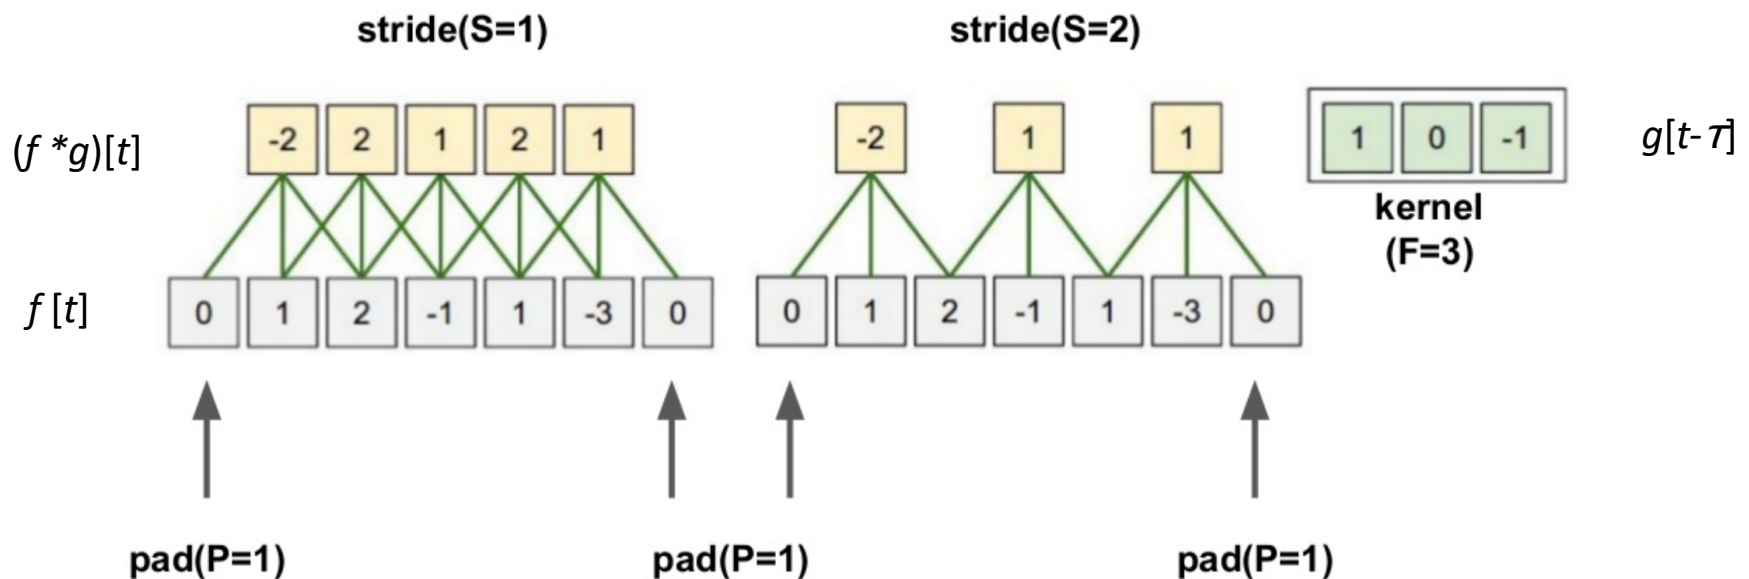 stride(S=1) stride(S=2)
(f *g)[t] -2 2 1 2 1 -2 1 1 1 0 -1 g[t-τ]
kernel
(F=3)
f [t] 0 1 2 -1 1 -3 0 0 1 2 -1 1 -3 0
pad(P=1) pad(P=1) pad(P=1)